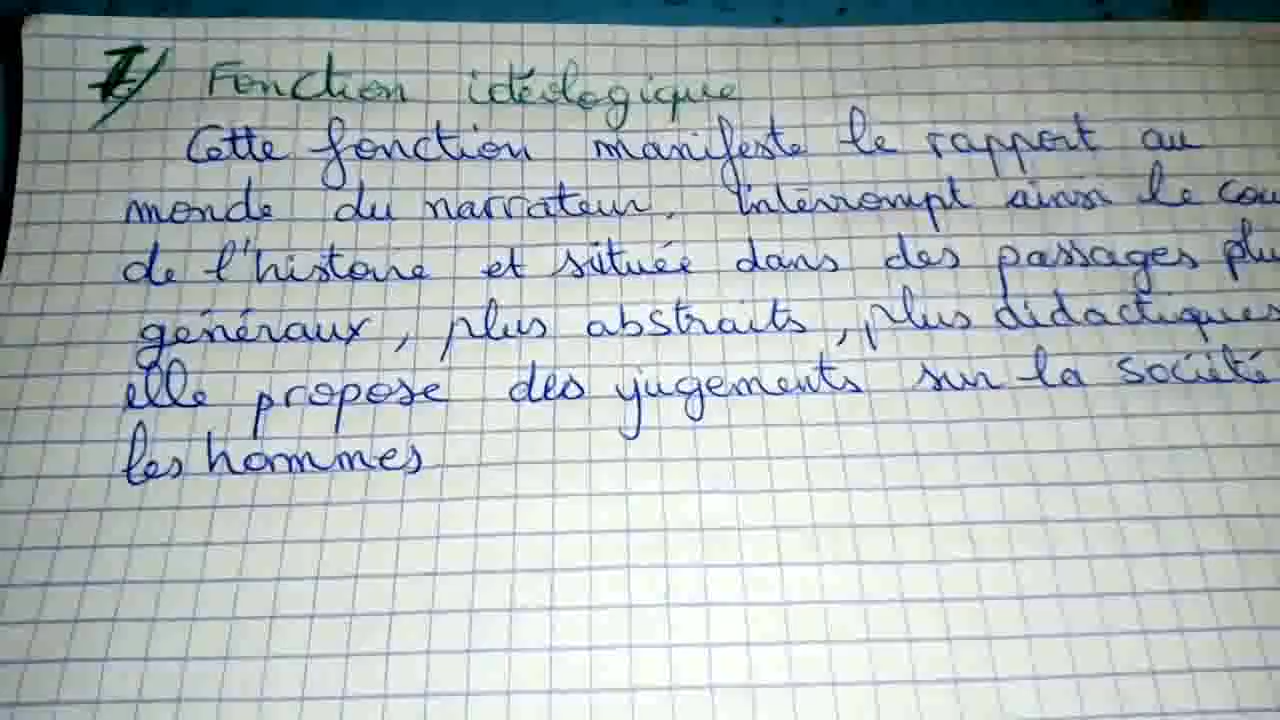 I/ Fonction idéologique
Cette fonction manifeste le rapport au
monde du narrateur. Interrompt ainsi le cou
de l'histoire et située dans des passages plu
généraux, plus abstraits, plus didactiques
elle propose des jugements sur la société
les hommes